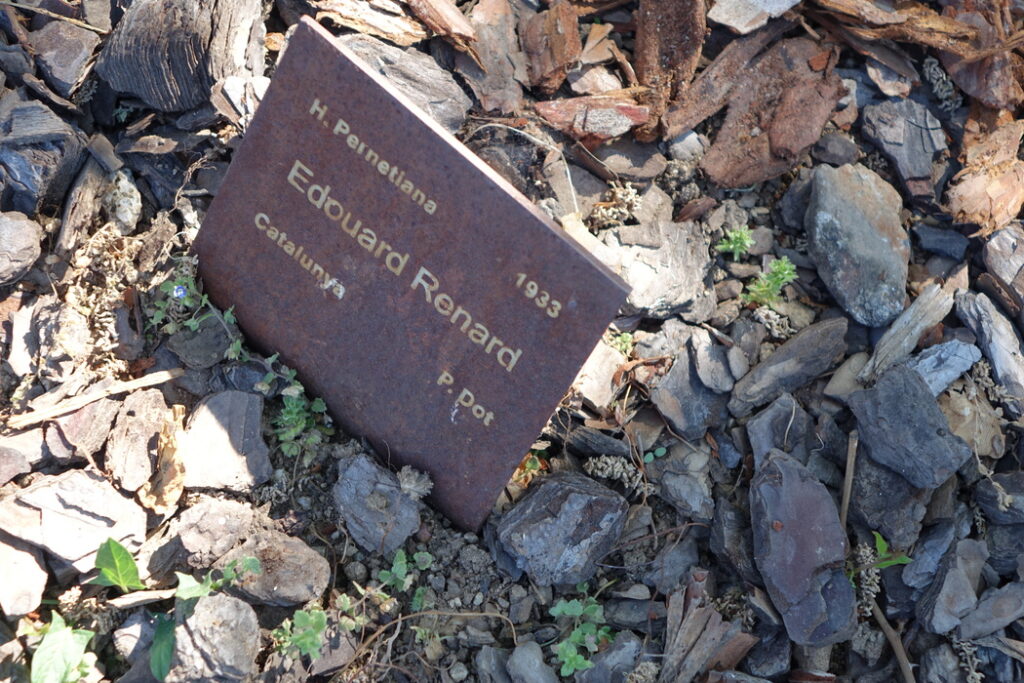 H. Pernetiana 1933
Edouard Renard
Catalunya P. Dot